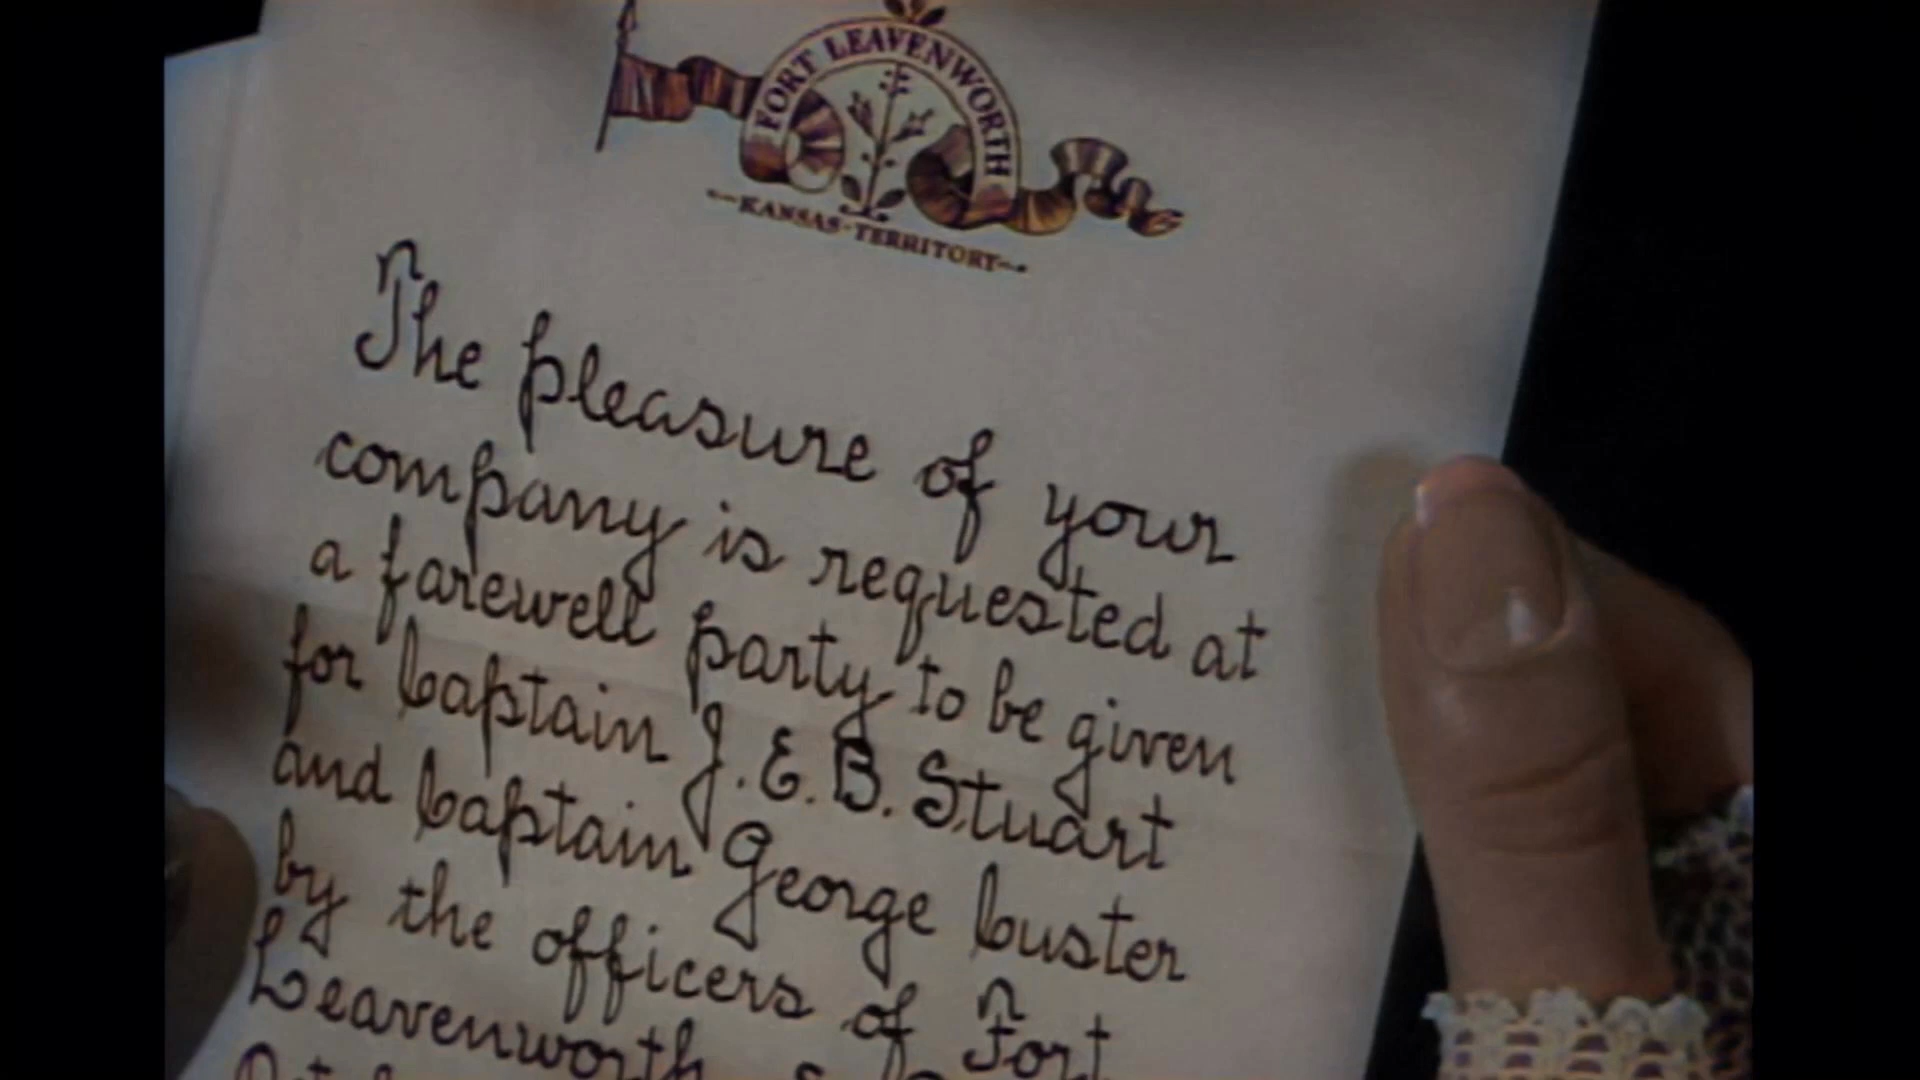 FORT LEAVENWORTH
KANSAS·TERRITORY
The pleasure of your
company is requested at
a farewell party to be given
for Captain J. E. B. Stuart
and Captain George Custer
by the officers of Fort
Leavenworth